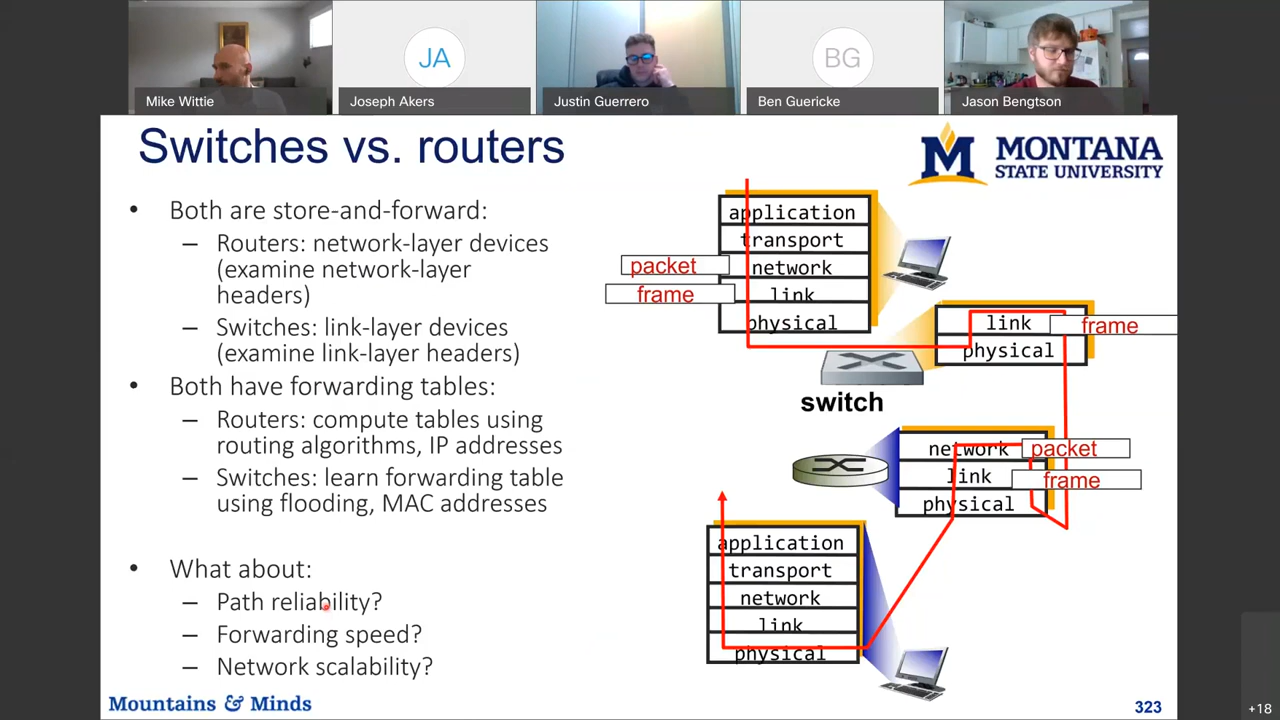 JA
BG
Mike Wittie
Joseph Akers
Justin Guerrero
Ben Guericke
Jason Bengtson
Switches vs. routers
M
MONTANA
STATE UNIVERSITY
• Both are store-and-forward:
– Routers: network-layer devices
(examine network-layer
headers)
– Switches: link-layer devices
(examine link-layer headers)
• Both have forwarding tables:
– Routers: compute tables using
routing algorithms, IP addresses
– Switches: learn forwarding table
using flooding, MAC addresses
• What about:
– Path reliability?
– Forwarding speed?
– Network scalability?
application
transport
packet
network
frame
link
physical
link
frame
physical
switch
network
packet
link
frame
physical
application
transport
network
link
physical
Mountains & Minds
323
+18